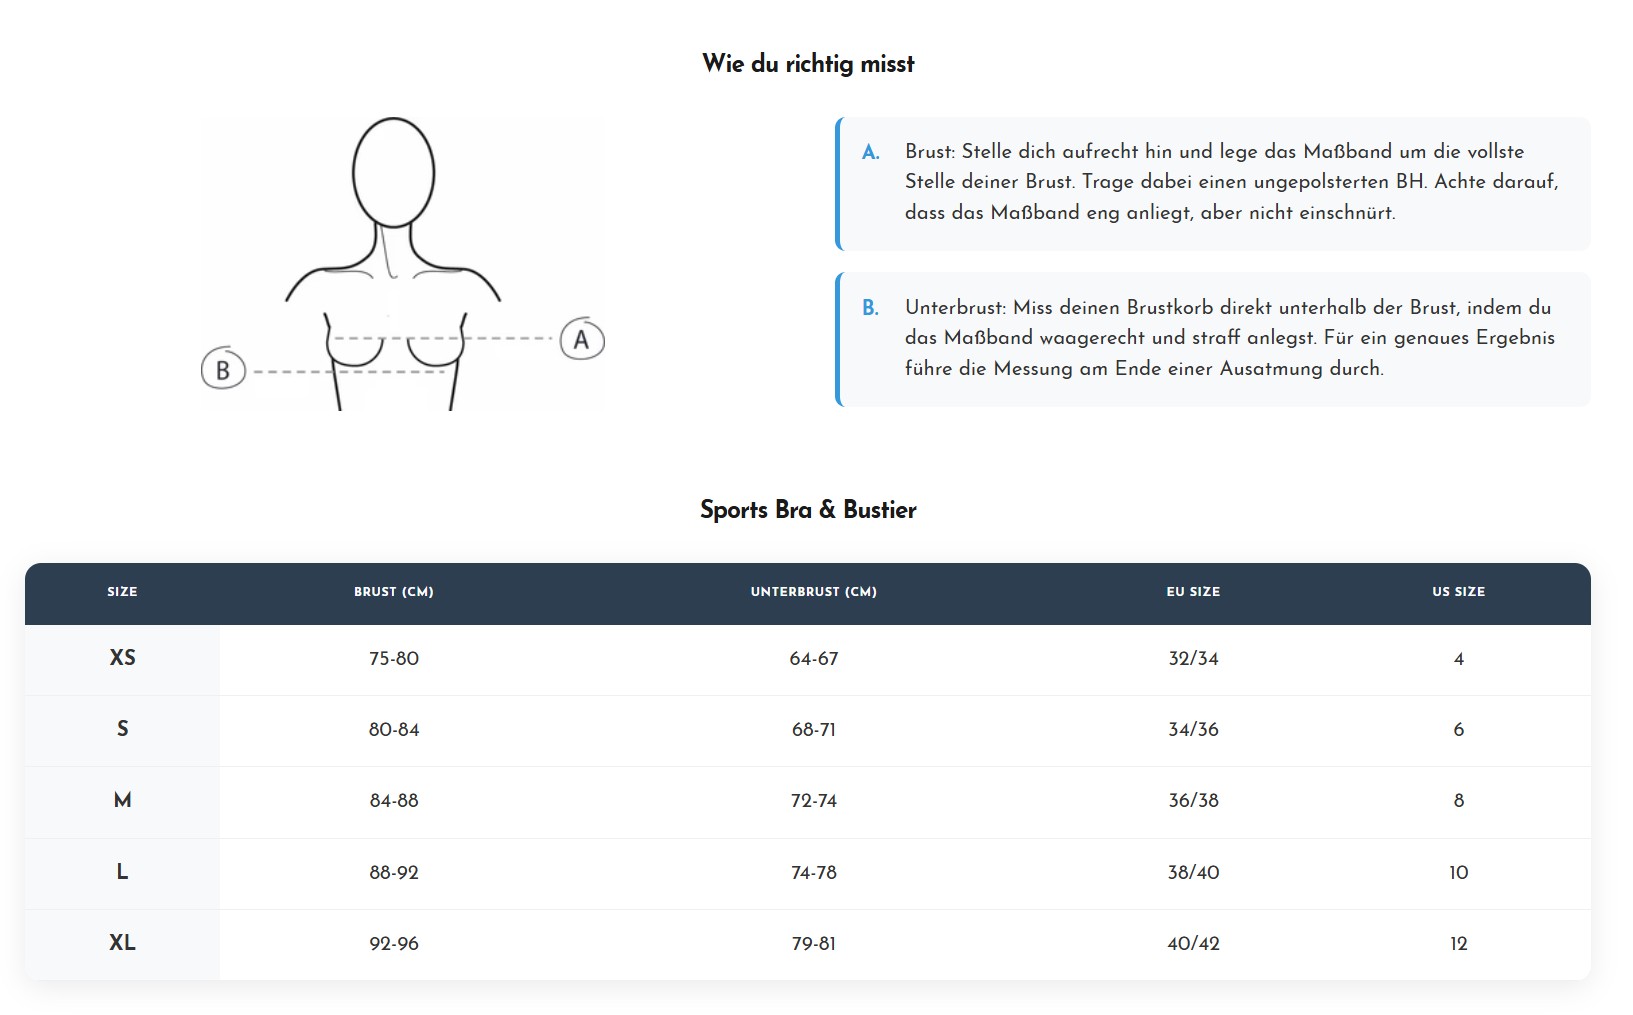 Wie du richtig misst
A. Brust: Stelle dich aufrecht hin und lege das Maßband um die vollste
Stelle deiner Brust. Trage dabei einen ungepolsterten BH. Achte darauf,
dass das Maßband eng anliegt, aber nicht einschnürt.
A
B
B. Unterbrust: Miss deinen Brustkorb direkt unterhalb der Brust, indem du
das Maßband waagerecht und straff anlegst. Für ein genaues Ergebnis
führe die Messung am Ende einer Ausatmung durch.
Sports Bra & Bustier
SIZE BRUST (CM) UNTERBRUST (CM) EU SIZE US SIZE
XS 75-80 64-67 32/34 4
S 80-84 68-71 34/36 6
M 84-88 72-74 36/38 8
L 88-92 74-78 38/40 10
XL 92-96 79-81 40/42 12